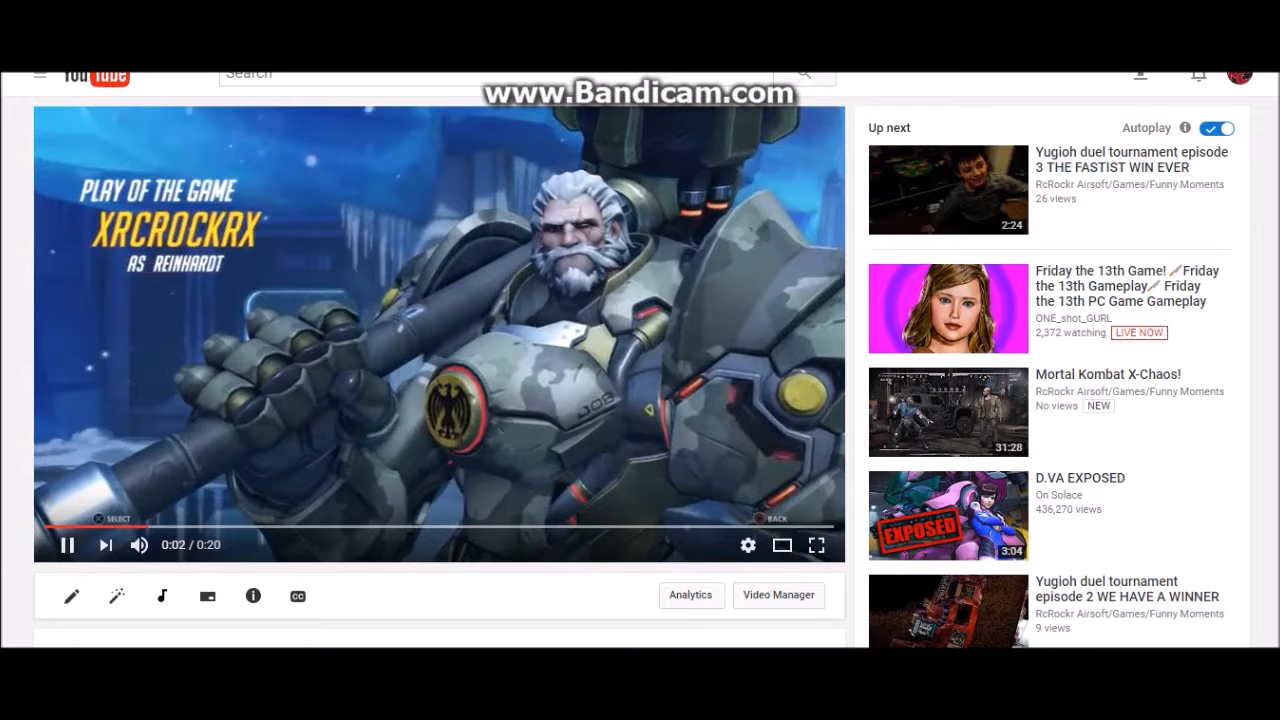 YouTube
Search
www.Bandicam.com
PLAY OF THE GAME
XRCROCKRX
AS REINHARDT
JOB
SELECT
BACK
0:02 / 0:20
Analytics
Video Manager
CC
Up next
Autoplay
Yugioh duel tournament episode
3 THE FASTIST WIN EVER
RcRockr Airsoft/Games/Funny Moments
26 views
2:24
Friday the 13th Game! Friday
the 13th Gameplay Friday
the 13th PC Game Gameplay
ONE_shot_GURL
2,372 watching LIVE NOW
Mortal Kombat X-Chaos!
RcRockr Airsoft/Games/Funny Moments
No views NEW
31:28
D.VA EXPOSED
On Solace
436,270 views
EXPOSED
3:04
Yugioh duel tournament
episode 2 WE HAVE A WINNER
RcRockr Airsoft/Games/Funny Moments
9 views